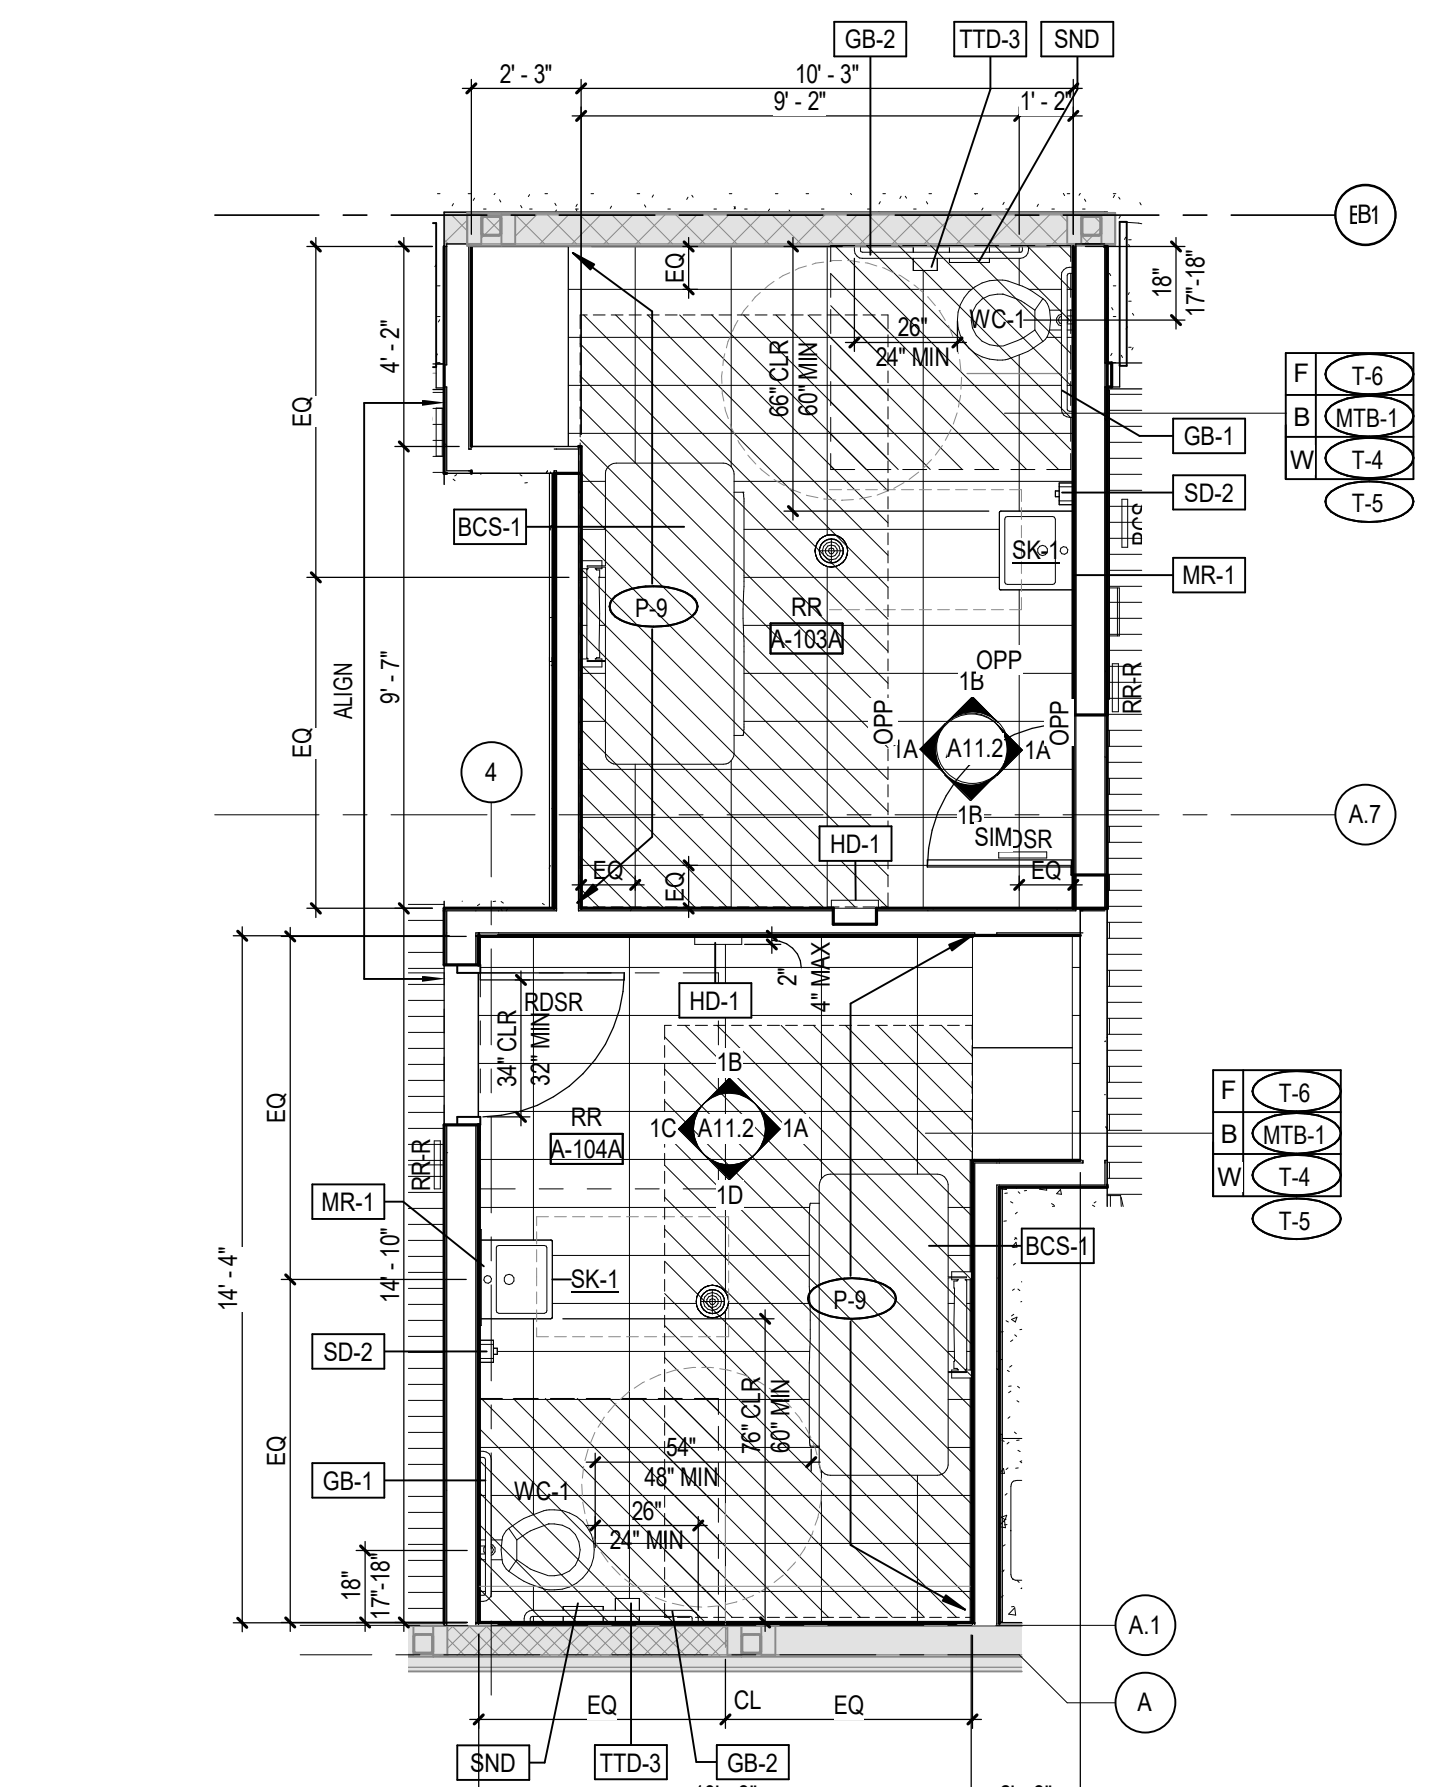 GB-2 TTD-3 SND
2' - 3" 10' - 3"
9' - 2" 1' - 2"
EB1
EQ
18"
17"-18"
WC-1
26"
24" MIN
4' - 2"
66" CLR
60" MIN
EQ
F T-6
B MTB-1
W T-4
T-5
GB-1
SD-2
BCS-1
SK-1
MR-1
P-9
RR
A-103A
ALIGN
9' - 7"
OPP
1B
RR-R
OPP
OPP
EQ
1A A11.2 1A
4
1B
A.7
SIM
HD-1
EQ
EQ
EQ
2"
4" MAX
HD-1
RDSR
34" CLR
32" MIN
1B
F T-6
EQ
RR
1C A11.2 1A
B MTB-1
A-104A
RR-R
W T-4
1D
MR-1
T-5
BCS-1
14' - 4"
14' - 10"
SK-1
P-9
SD-2
76" CLR
60" MIN
54"
48" MIN
EQ
GB-1
WC-1
26"
24" MIN
18"
17"-18"
A.1
EQ CL EQ
A
SND TTD-3 GB-2